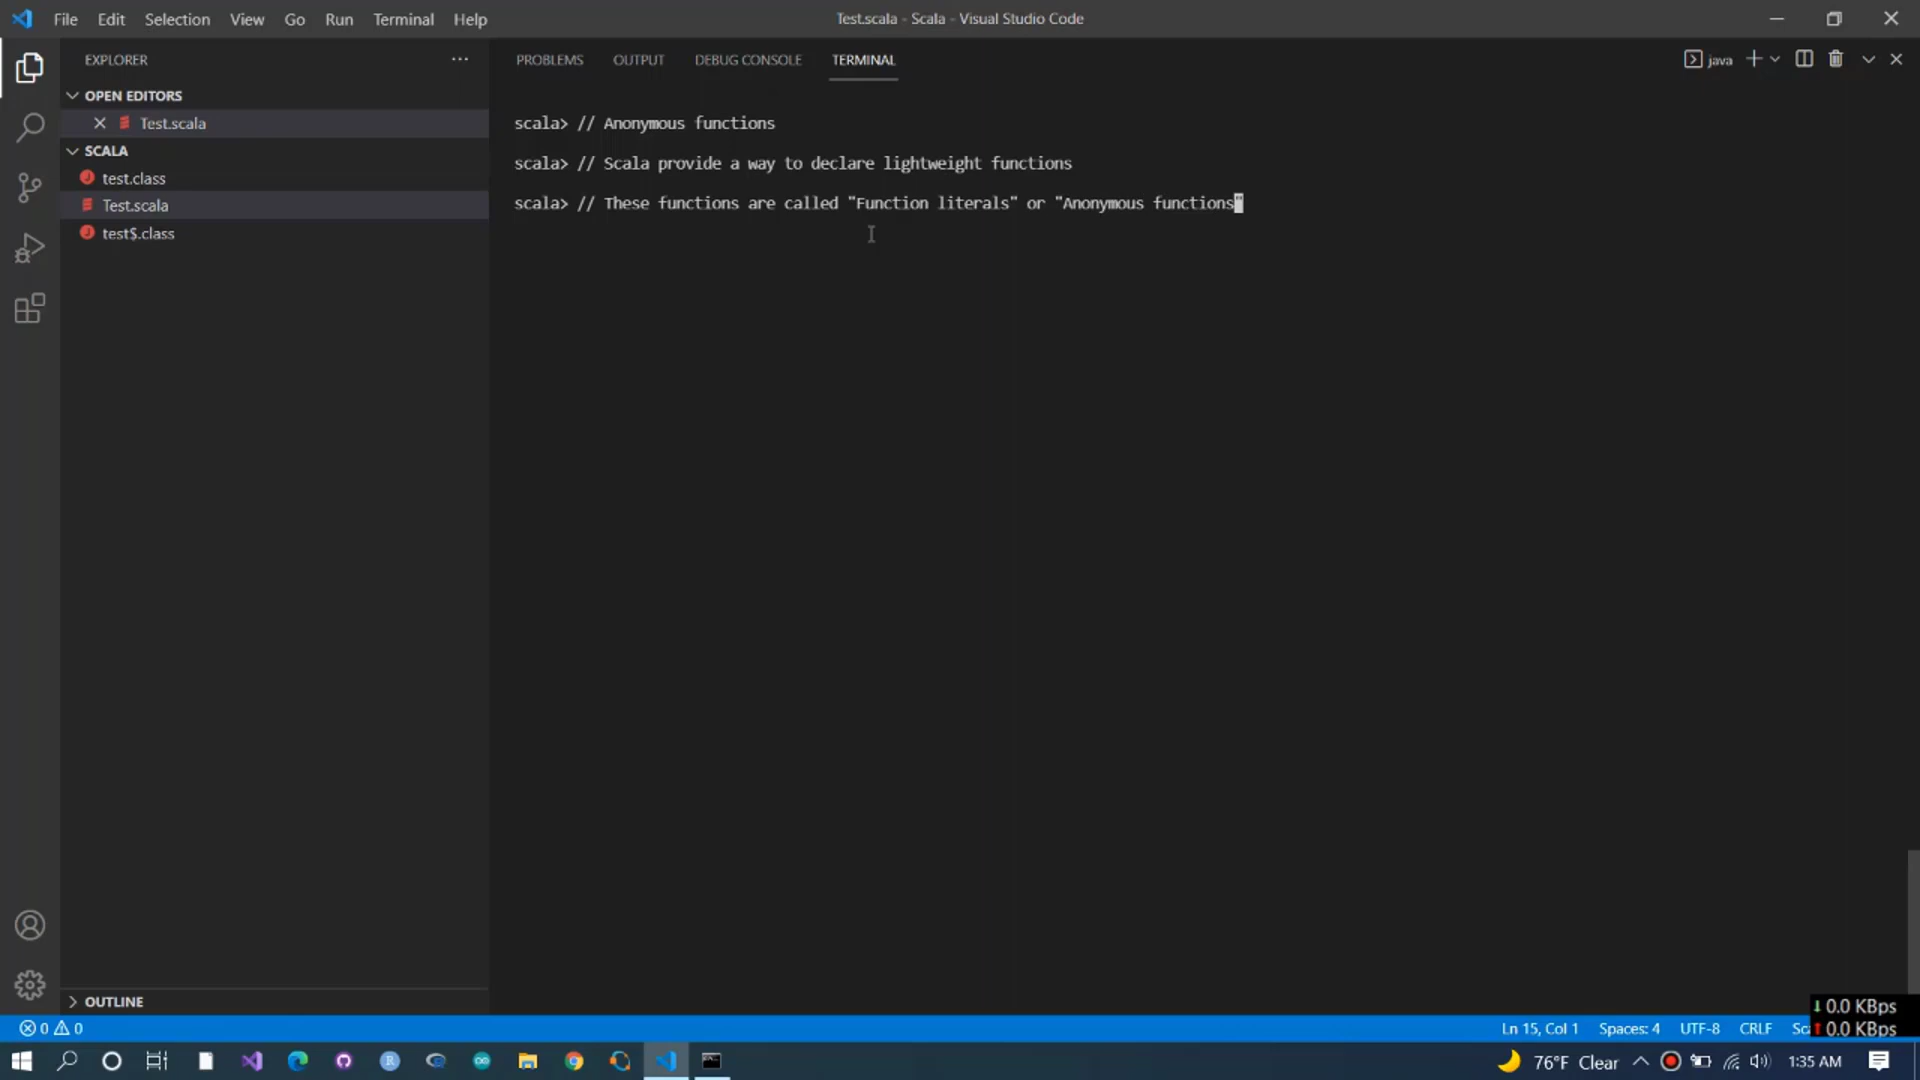 File Edit Selection View Go Run Terminal Help
Test.scala - Scala - Visual Studio Code
EXPLORER
OPEN EDITORS
Test.scala
SCALA
test.class
Test.scala
test$.class
OUTLINE
PROBLEMS OUTPUT DEBUG CONSOLE TERMINAL
java
scala> // Anonymous functions
scala> // Scala provide a way to declare lightweight functions
scala> // These functions are called "Function literals" or "Anonymous functions"
0.0 KBps
0 0
Ln 15, Col 1 Spaces: 4 UTF-8 CRLF Sc
0.0 KBps
76°F Clear
1:35 AM